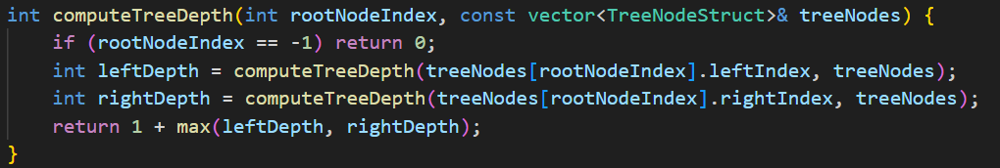 int computeTreeDepth(int rootNodeIndex, const vector<TreeNodeStruct>& treeNodes) {
    if (rootNodeIndex == -1) return 0;
    int leftDepth = computeTreeDepth(treeNodes[rootNodeIndex].leftIndex, treeNodes);
    int rightDepth = computeTreeDepth(treeNodes[rootNodeIndex].rightIndex, treeNodes);
    return 1 + max(leftDepth, rightDepth);
}